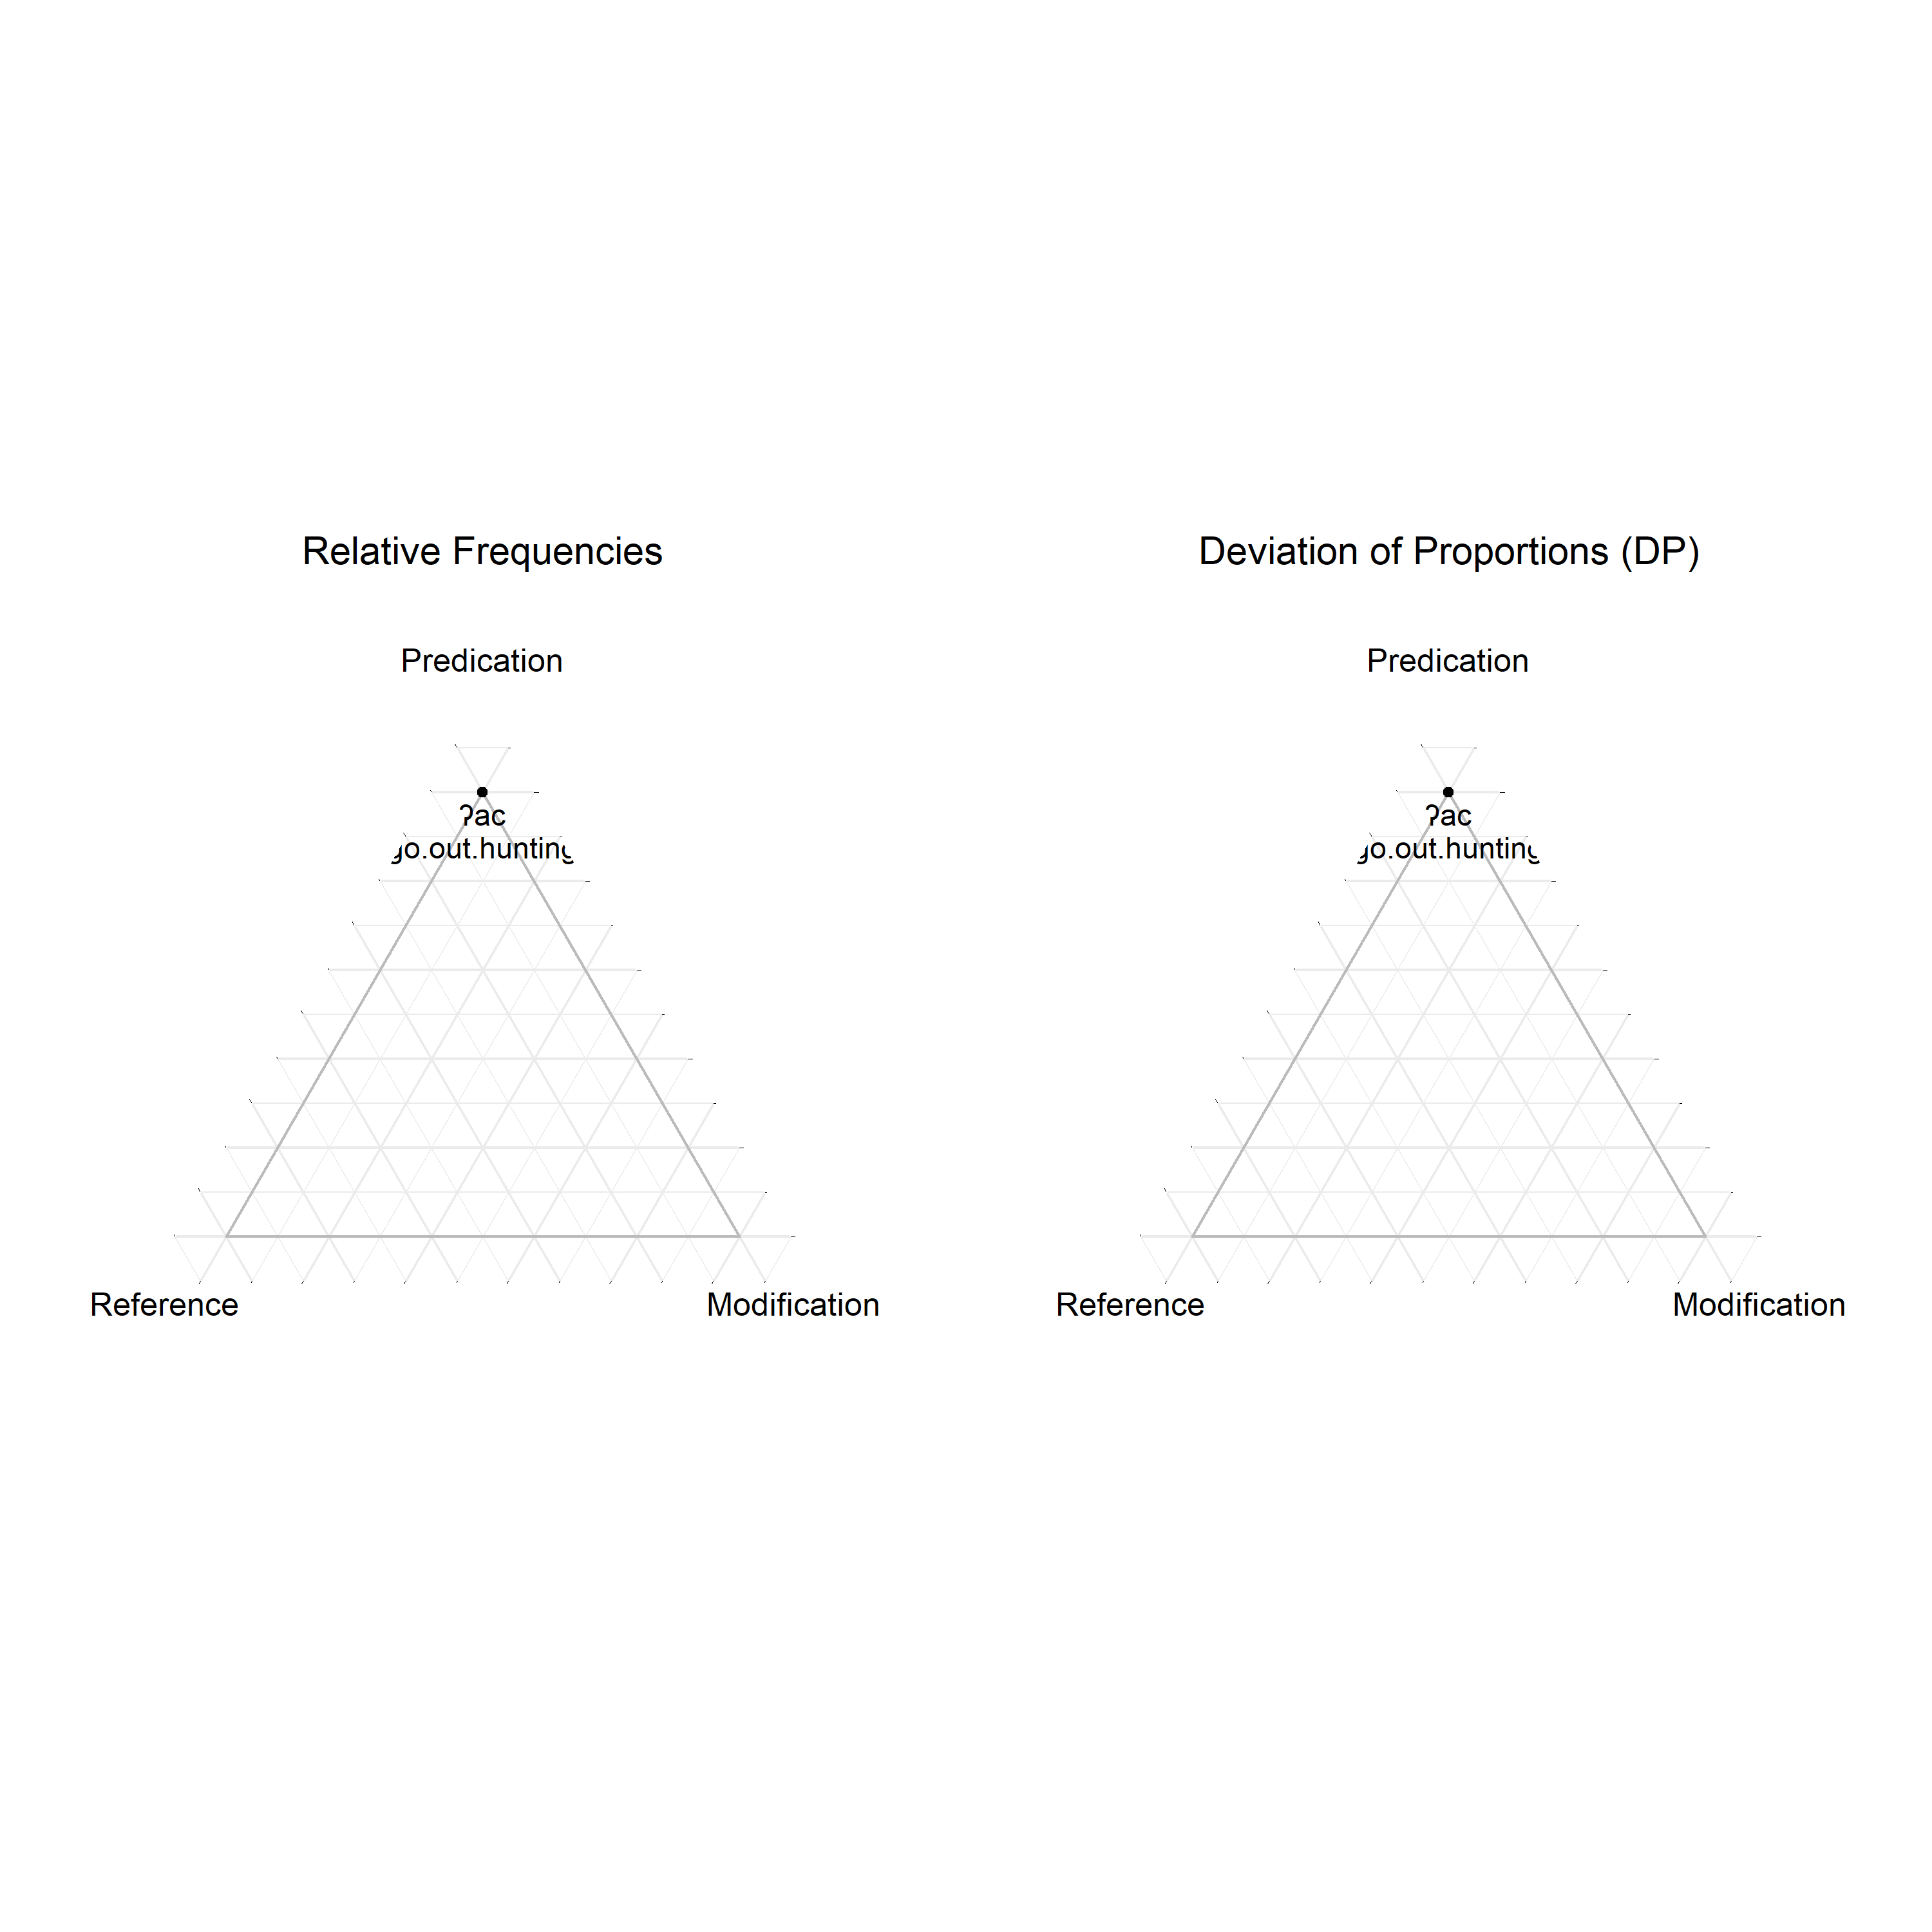 Relative Frequencies
Predication
ʔac
go.out.hunting
Reference
Modification
Deviation of Proportions (DP)
Predication
ʔac
go.out.hunting
Reference
Modification